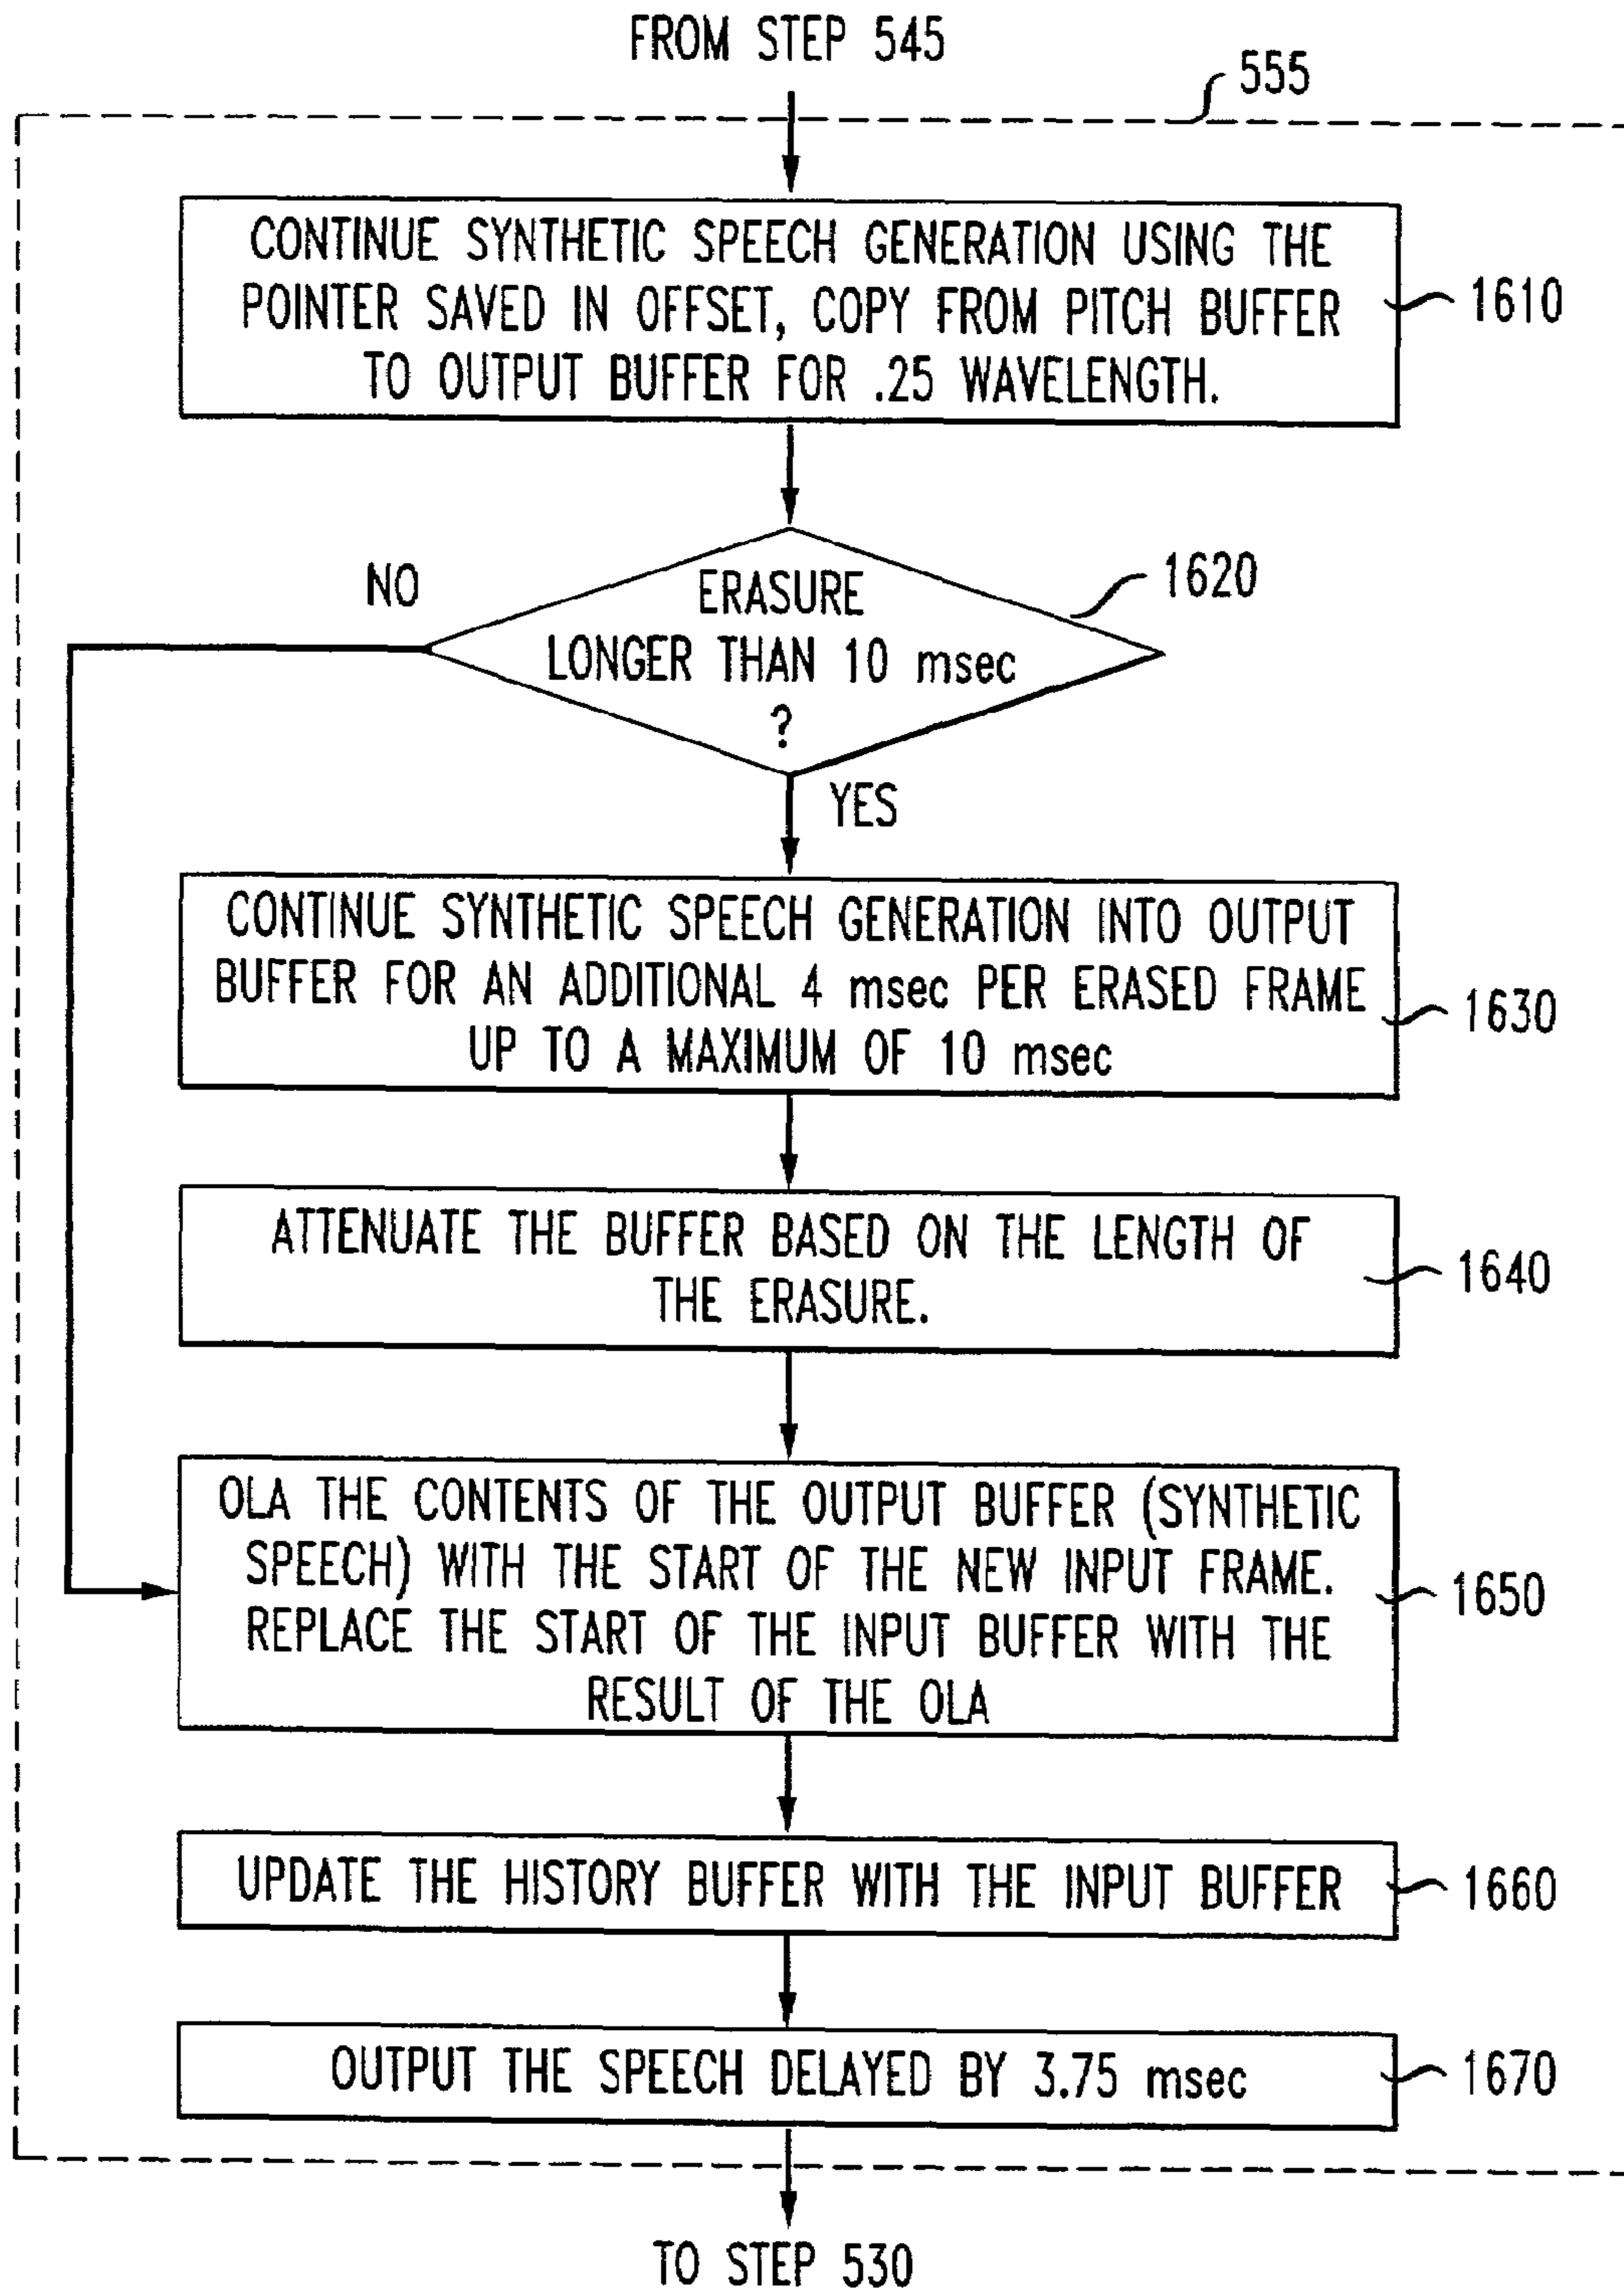 FROM STEP 545
555
CONTINUE SYNTHETIC SPEECH GENERATION USING THE
POINTER SAVED IN OFFSET, COPY FROM PITCH BUFFER
TO OUTPUT BUFFER FOR .25 WAVELENGTH.
1610
NO
ERASURE
LONGER THAN 10 msec
?
1620
YES
CONTINUE SYNTHETIC SPEECH GENERATION INTO OUTPUT
BUFFER FOR AN ADDITIONAL 4 msec PER ERASED FRAME
UP TO A MAXIMUM OF 10 msec
1630
ATTENUATE THE BUFFER BASED ON THE LENGTH OF
THE ERASURE.
1640
OLA THE CONTENTS OF THE OUTPUT BUFFER (SYNTHETIC
SPEECH) WITH THE START OF THE NEW INPUT FRAME.
REPLACE THE START OF THE INPUT BUFFER WITH THE
RESULT OF THE OLA
1650
UPDATE THE HISTORY BUFFER WITH THE INPUT BUFFER
1660
OUTPUT THE SPEECH DELAYED BY 3.75 msec
1670
TO STEP 530